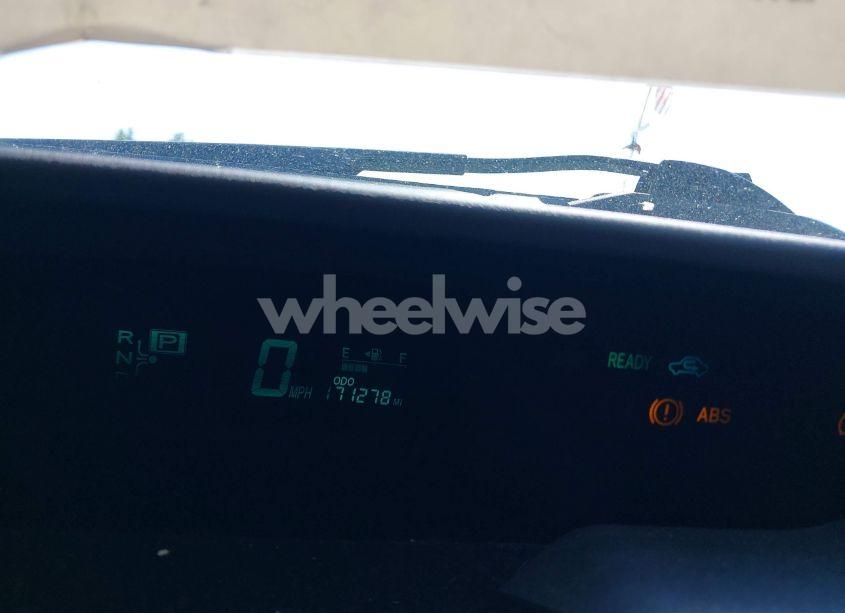 wheelwise
R P
N
0 MPH
E F
ODO
171278 MI
READY
ABS